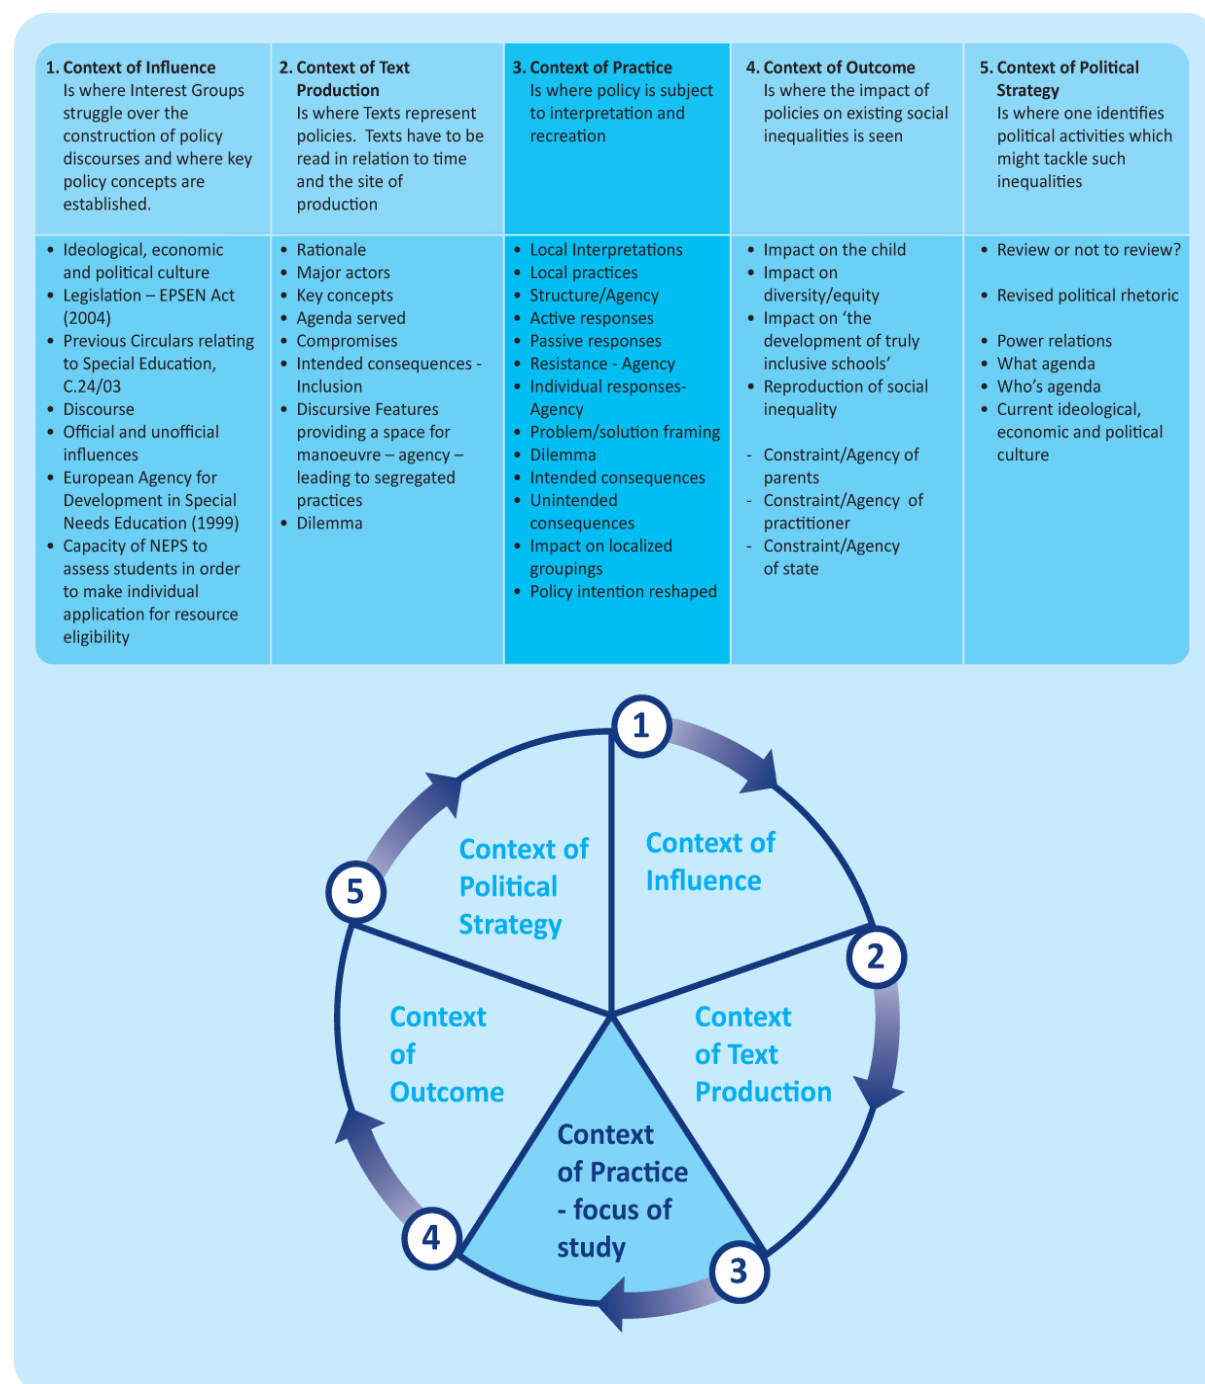 1. Context of Influence
Is where Interest Groups
struggle over the
construction of policy
discourses and where key
policy concepts are
established.
2. Context of Text
Production
Is where Texts represent
policies. Texts have to be
read in relation to time
and the site of
production
3. Context of Practice
Is where policy is subject
to interpretation and
recreation
4. Context of Outcome
Is where the impact of
policies on existing social
inequalities is seen
5. Context of Political
Strategy
Is where one identifies
political activities which
might tackle such
inequalities
• Ideological, economic
and political culture
• Legislation – EPSEN Act
(2004)
• Previous Circulars relating
to Special Education,
C.24/03
• Discourse
• Official and unofficial
influences
• European Agency for
Development in Special
Needs Education (1999)
• Capacity of NEPS to
assess students in order
to make individual
application for resource
eligibility
• Rationale
• Major actors
• Key concepts
• Agenda served
• Compromises
• Intended consequences -
Inclusion
• Discursive Features
providing a space for
manoeuvre – agency –
leading to segregated
practices
• Dilemma
• Local Interpretations
• Local practices
• Structure/Agency
• Active responses
• Passive responses
• Resistance - Agency
• Individual responses-
Agency
• Problem/solution framing
• Dilemma
• Intended consequences
• Unintended
consequences
• Impact on localized
groupings
• Policy intention reshaped
• Impact on the child
• Impact on
diversity/equity
• Impact on ‘the
development of truly
inclusive schools’
• Reproduction of social
inequality
- Constraint/Agency of
parents
- Constraint/Agency of
practitioner
- Constraint/Agency
of state
• Review or not to review?
• Revised political rhetoric
• Power relations
• What agenda
• Who’s agenda
• Current ideological,
economic and political
culture
1
Context of
Influence
2
Context
of Text
Production
3
Context
of Practice
- focus of
study
4
Context
of
Outcome
5
Context of
Political
Strategy